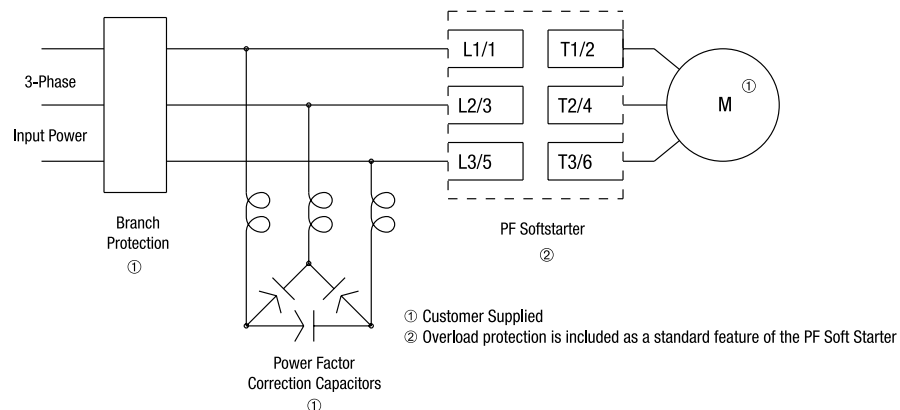 3-Phase
Input Power
Branch
Protection
①
L1/1
T1/2
L2/3
T2/4
L3/5
T3/6
M ①
PF Softstarter
②
Power Factor
Correction Capacitors
①
① Customer Supplied
② Overload protection is included as a standard feature of the PF Soft Starter